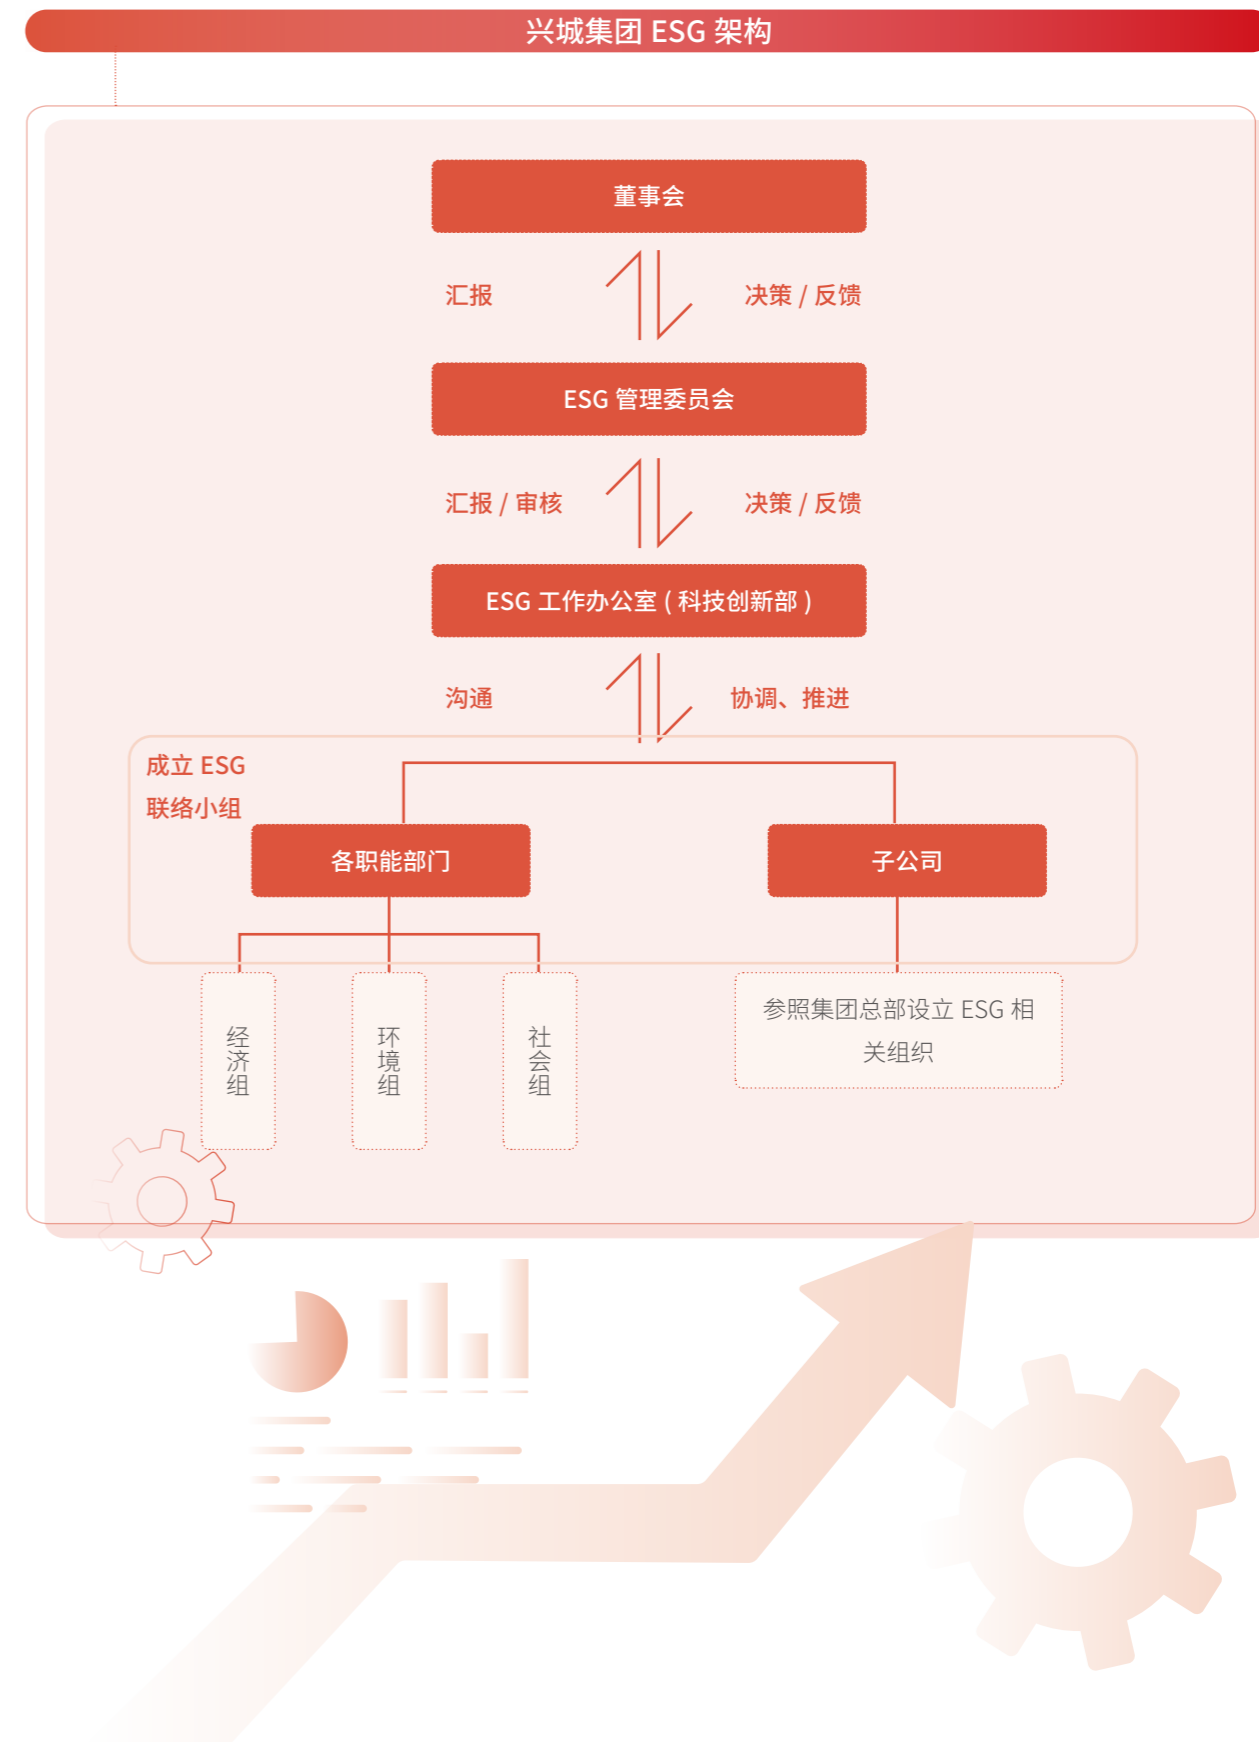 兴城集团 ESG 架构
董事会
汇报
决策 / 反馈
ESG 管理委员会
汇报 / 审核
决策 / 反馈
ESG 工作办公室 ( 科技创新部 )
沟通
协调、推进
成立 ESG
联络小组
各职能部门
子公司
经济组
环境组
社会组
参照集团总部设立 ESG 相
关组织